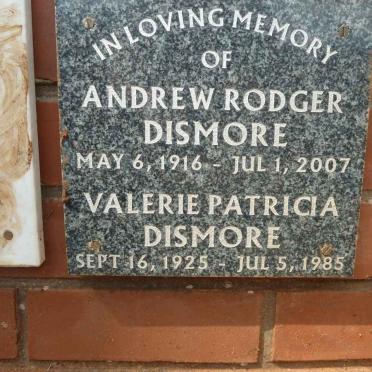 IN LOVING MEMORY
OF
ANDREW RODGER
DISMORE
MAY 6, 1916 - JUL 1, 2007
VALERIE PATRICIA
DISMORE
SEPT 16, 1925 - JUL 5, 1985